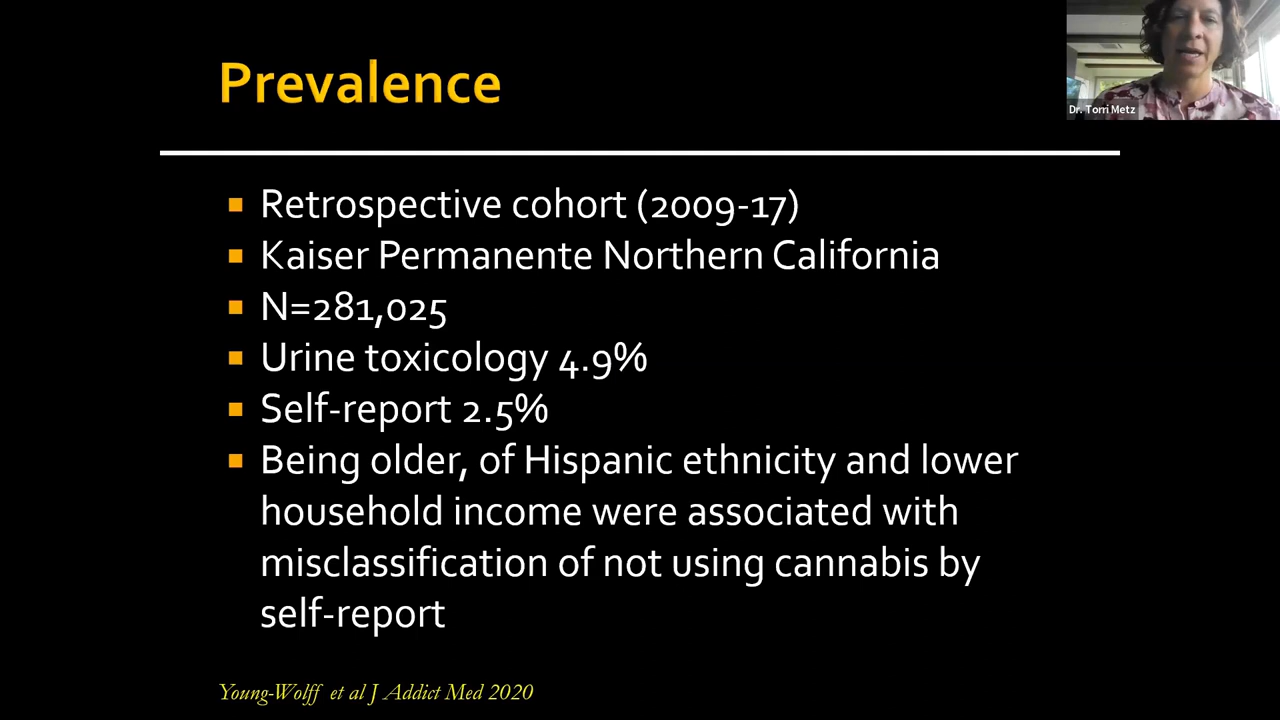 Prevalence
Dr. Torri Metz
Retrospective cohort (2009-17)
Kaiser Permanente Northern California
N=281,025
Urine toxicology 4.9%
Self-report 2.5%
Being older, of Hispanic ethnicity and lower
household income were associated with
misclassification of not using cannabis by
self-report
Young-Wolff et al J Addict Med 2020